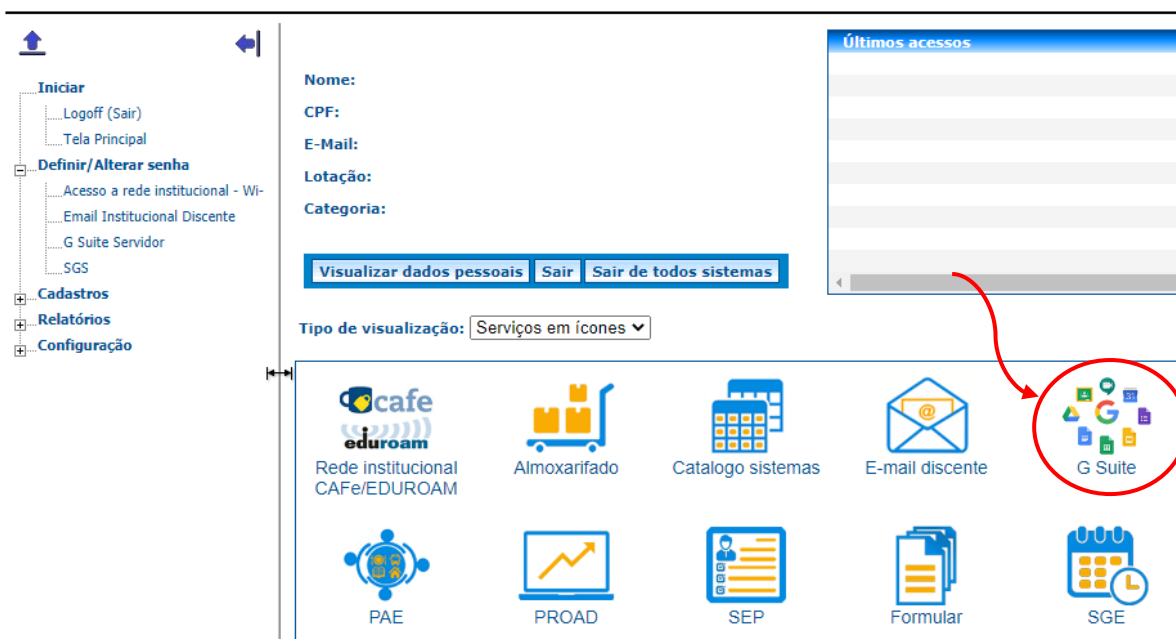 Iniciar
Logoff (Sair)
Tela Principal
Definir/Alterar senha
Acesso a rede institucional - Wi-
Email Institucional Discente
G Suite Servidor
SGS
Cadastros
Relatórios
Configuração
Nome:
CPF:
E-Mail:
Lotação:
Categoria:
Visualizar dados pessoais Sair Sair de todos sistemas
Últimos acessos
Tipo de visualização: Serviços em ícones
cafe
eduroam
Rede institucional
CAFe/EDUROAM
Almoxarifado
Catalogo sistemas
@
E-mail discente
G
31
G Suite
PAE
PROAD
SEP
Formular
SGE